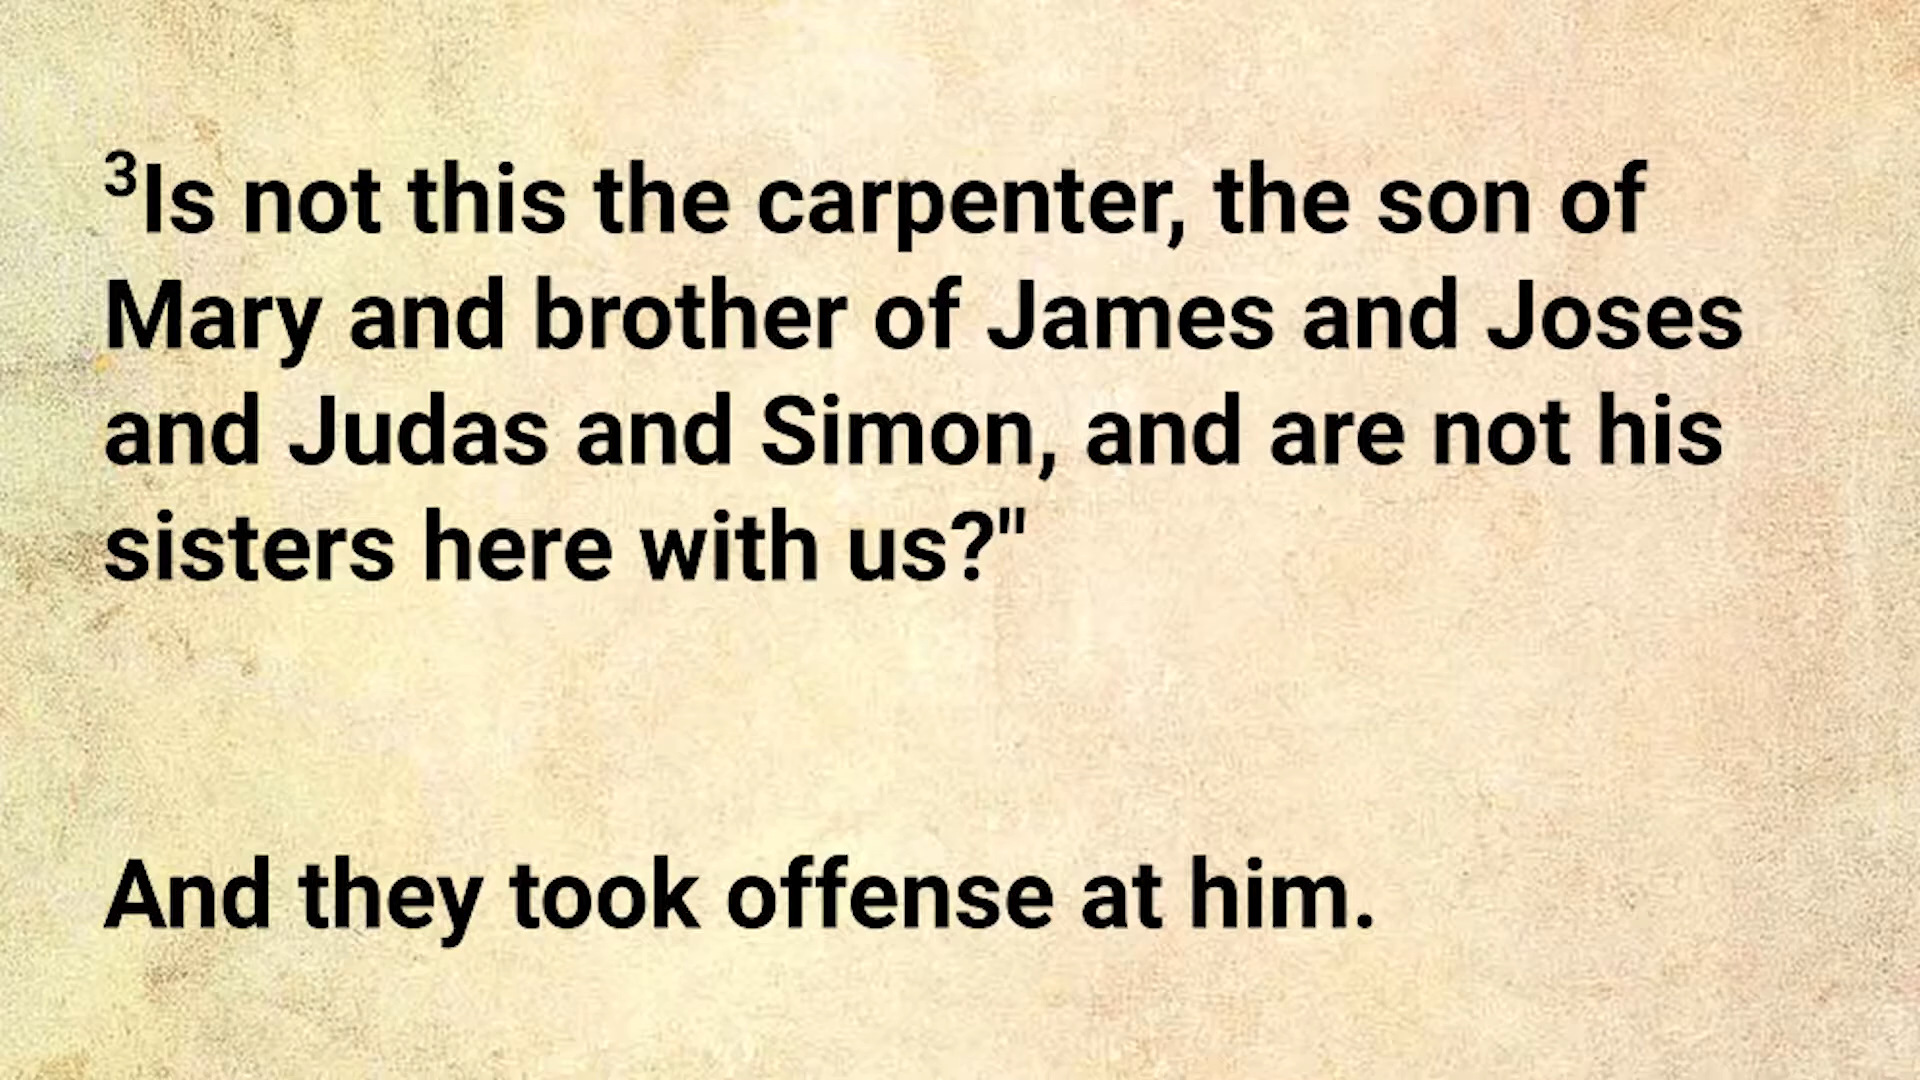 ³Is not this the carpenter, the son of
Mary and brother of James and Joses
and Judas and Simon, and are not his
sisters here with us?"
And they took offense at him.